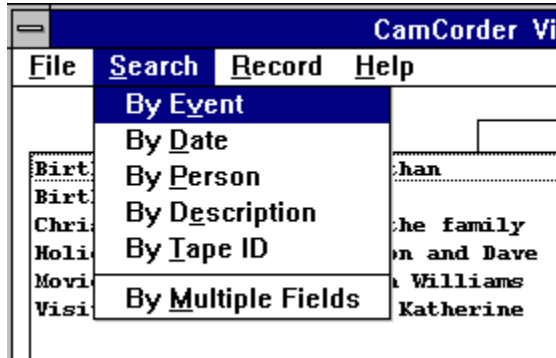 CamCorder Vi
File Search Record Help
By Event
By Date
By Person
By Description
By Tape ID
By Multiple Fields
Birt than
Birt
Chri the family
Holi on and Dave
Movi Williams
Visi Katherine